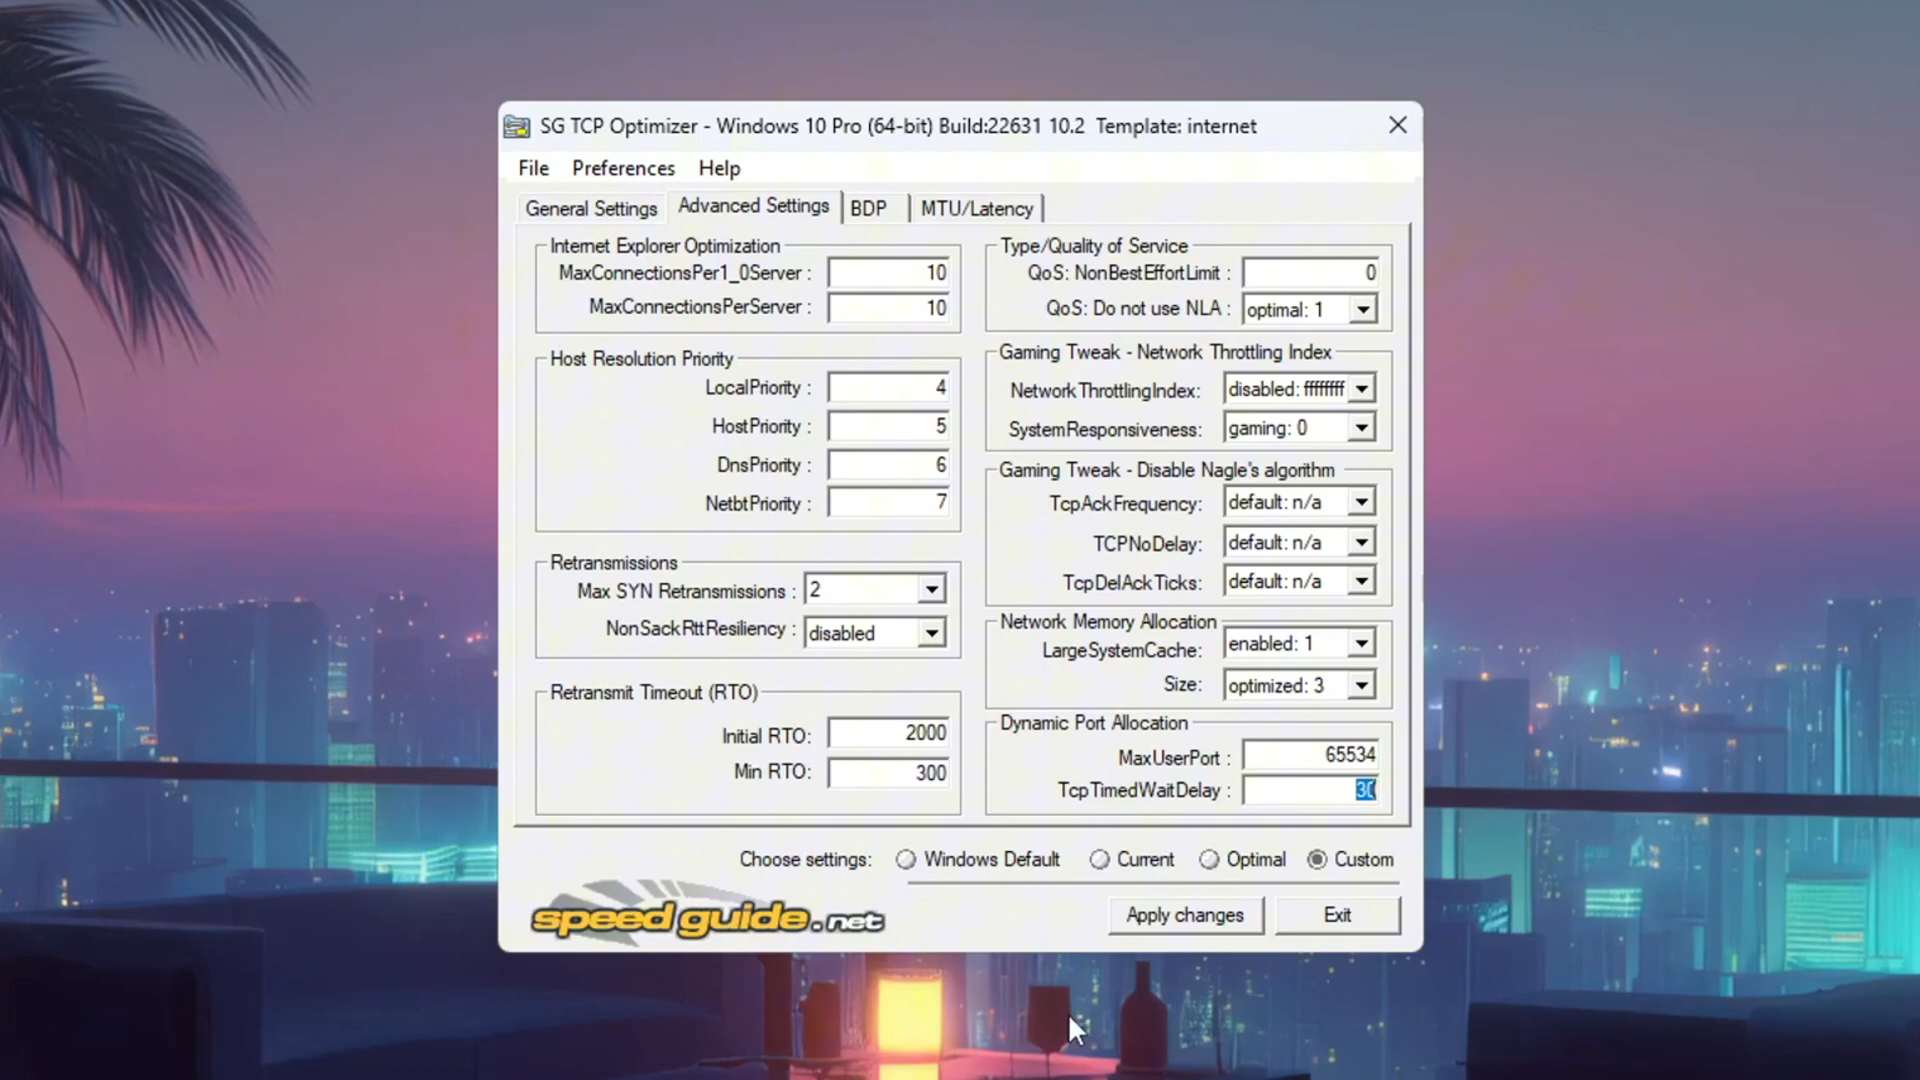 SG TCP Optimizer - Windows 10 Pro (64-bit) Build:22631 10.2  Template: internet
File Preferences Help
General Settings Advanced Settings BDP MTU/Latency
Internet Explorer Optimization
MaxConnectionsPer1_0Server : 10
MaxConnectionsPerServer : 10
Host Resolution Priority
LocalPriority : 4
HostPriority : 5
DnsPriority : 6
NetbtPriority : 7
Retransmissions
Max SYN Retransmissions : 2
NonSackRttResiliency : disabled
Retransmit Timeout (RTO)
Initial RTO: 2000
Min RTO: 300
Type/Quality of Service
QoS: NonBestEffortLimit : 0
QoS: Do not use NLA : optimal: 1
Gaming Tweak - Network Throttling Index
NetworkThrottlingIndex: disabled: ffffffff
SystemResponsiveness: gaming: 0
Gaming Tweak - Disable Nagle's algorithm
TcpAckFrequency: default: n/a
TCPNoDelay: default: n/a
TcpDelAckTicks: default: n/a
Network Memory Allocation
LargeSystemCache: enabled: 1
Size: optimized: 3
Dynamic Port Allocation
MaxUserPort : 65534
TcpTimedWaitDelay : 30
Choose settings: Windows Default Current Optimal Custom
speedguide.net
Apply changes Exit